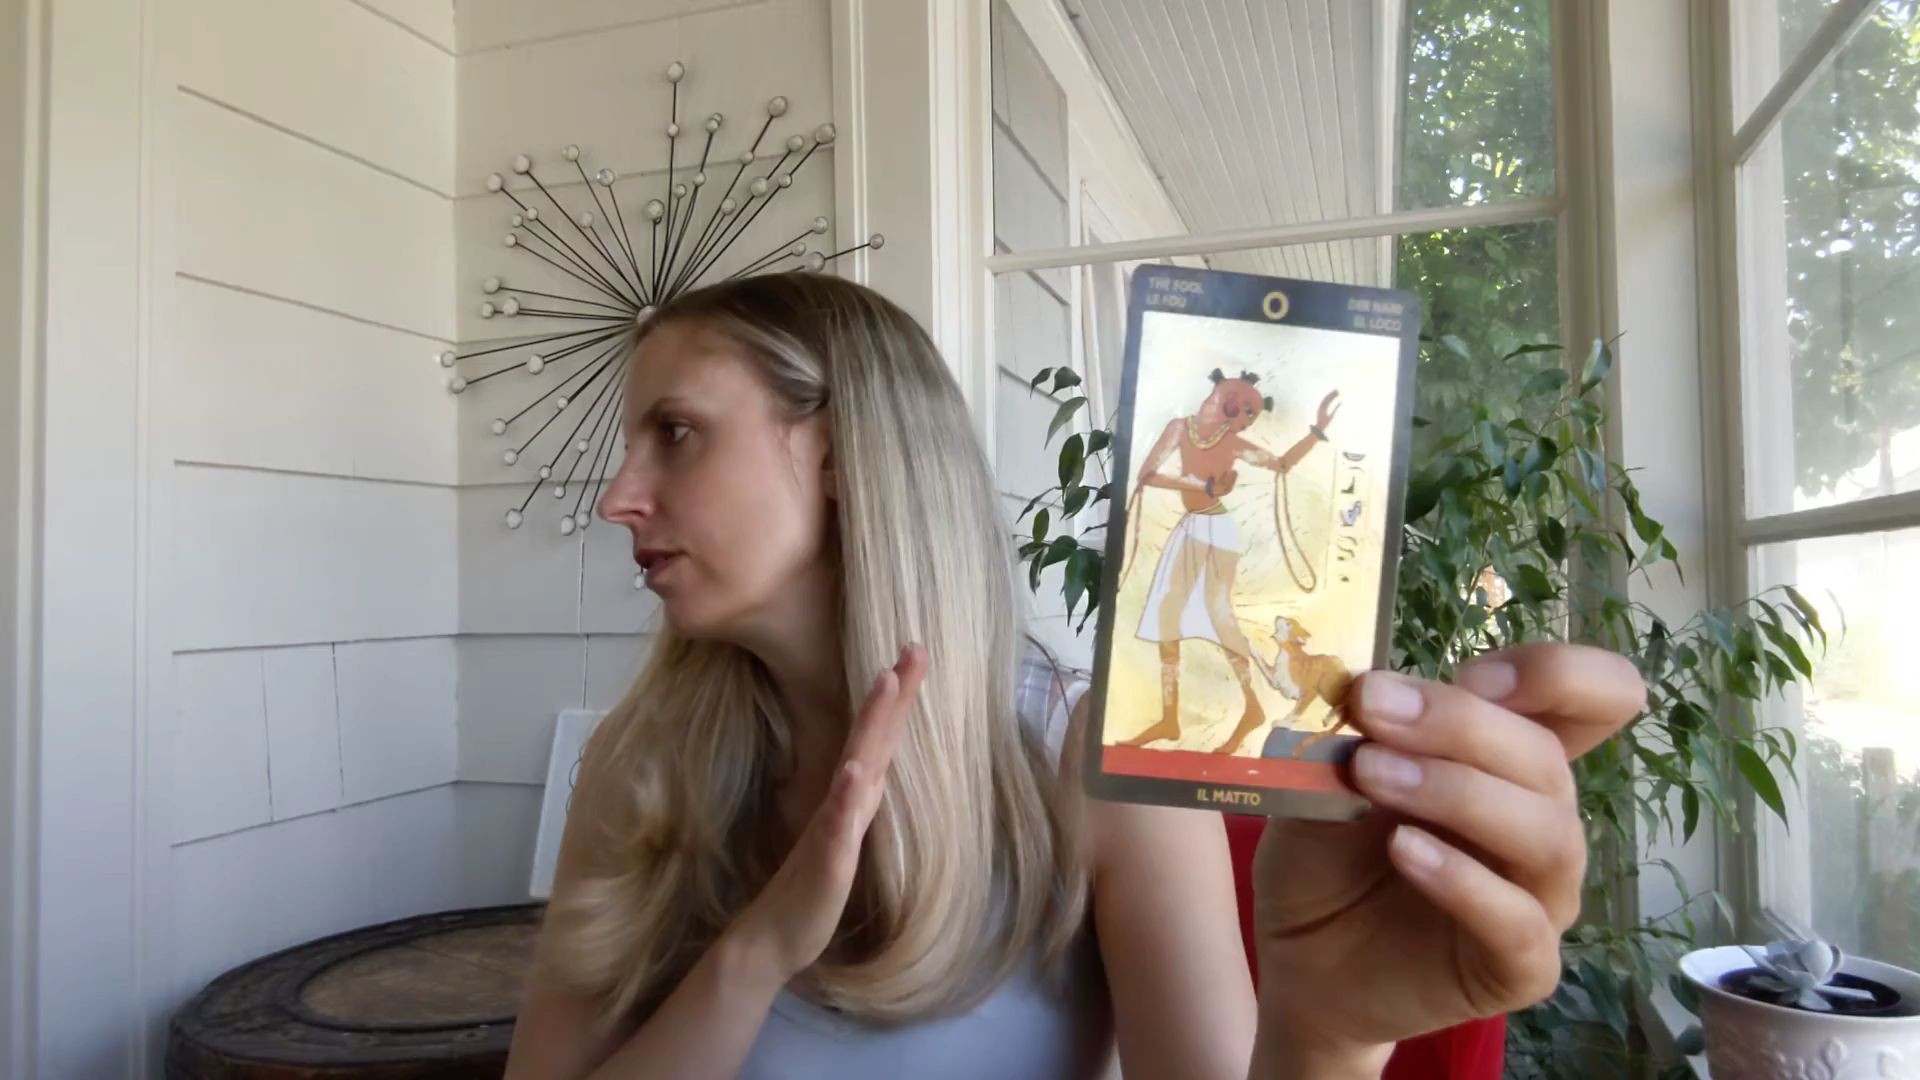 THE FOOL
LE FOU
0
DER NARR
EL LOCO
IL MATTO